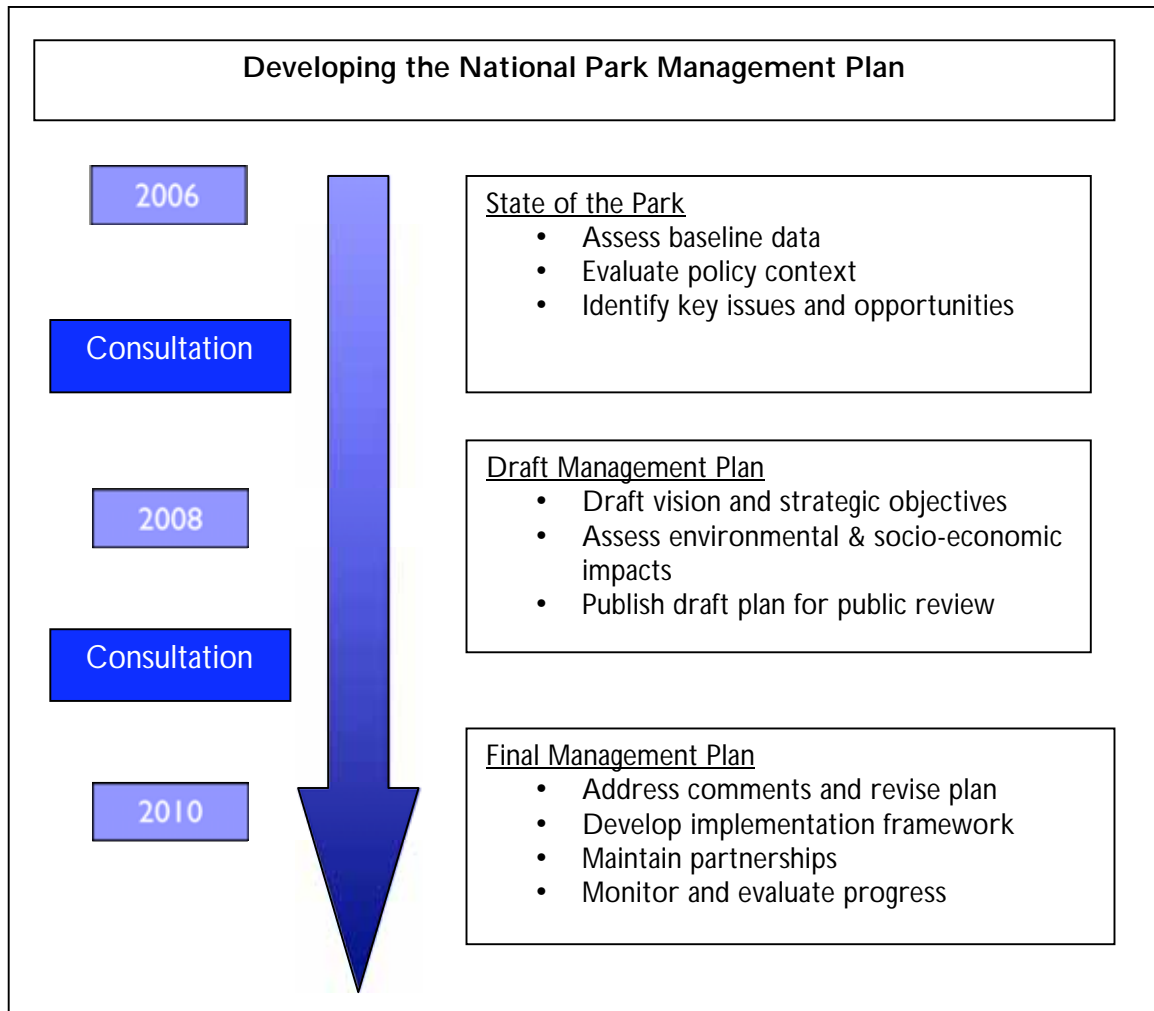 Developing the National Park Management Plan
2006
State of the Park
• Assess baseline data
• Evaluate policy context
• Identify key issues and opportunities
Consultation
Draft Management Plan
• Draft vision and strategic objectives
• Assess environmental & socio-economic
impacts
• Publish draft plan for public review
2008
Consultation
Final Management Plan
• Address comments and revise plan
• Develop implementation framework
• Maintain partnerships
• Monitor and evaluate progress
2010